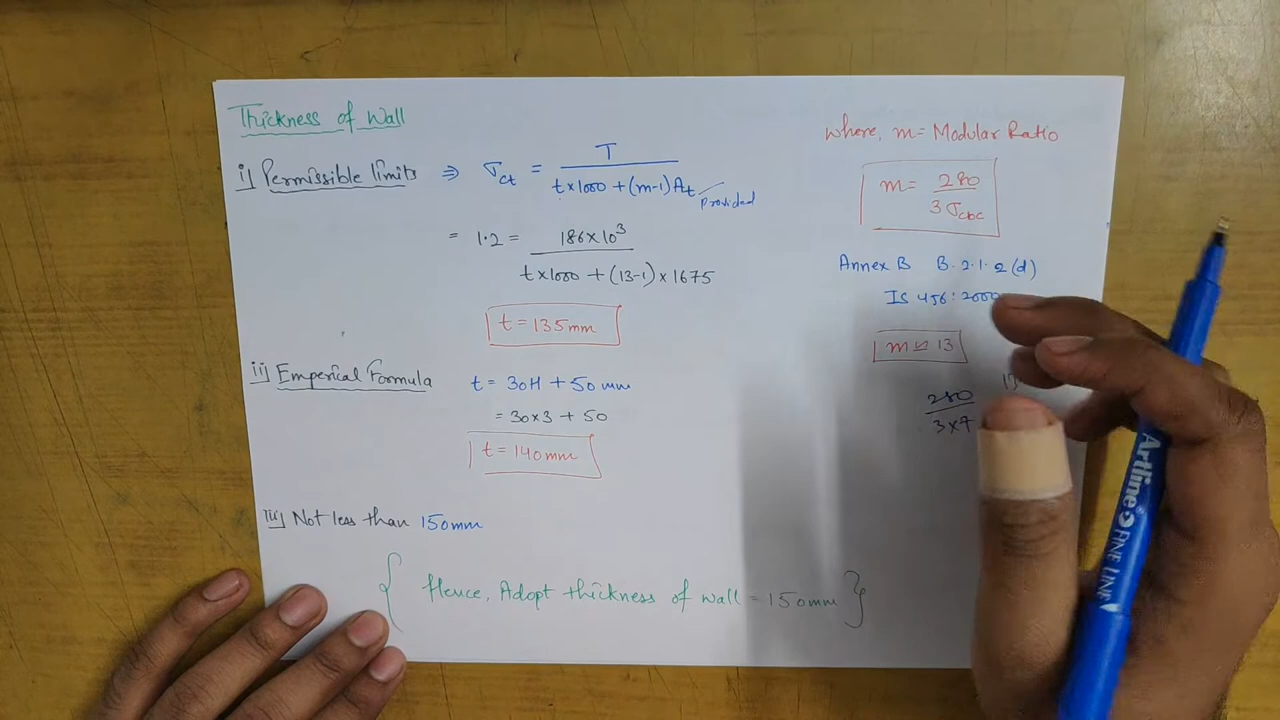 Thickness of Wall
i] Permissible limits ⇒ σct = T / (t×1000 + (m-1)At)
Provided
= 1.2 = 186×10³ / (t×1000 + (13-1)×1675)
t = 135mm
ii] Emperical Formula t = 30H + 50 mm
= 30×3 + 50
t = 140mm
iii] Not less than 150mm
{ Hence, Adopt thickness of wall = 150mm }
where, m = Modular Ratio
m = 280 / 3σcbc
Annex B B.2.1.2(d)
IS 456:2000
m ≌ 13
280 / 3×7
13
Artline FINE LINE